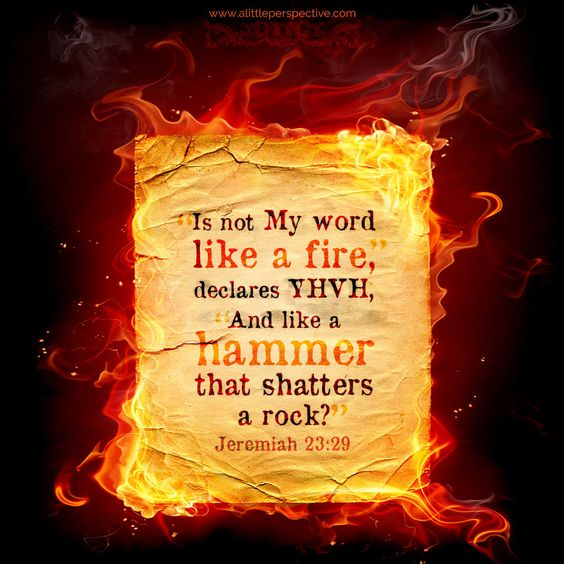 www.alittleperspective.com
“Is not My word
like a fire,”
declares YHVH,
“And like a
hammer
that shatters
a rock?”
Jeremiah 23:29